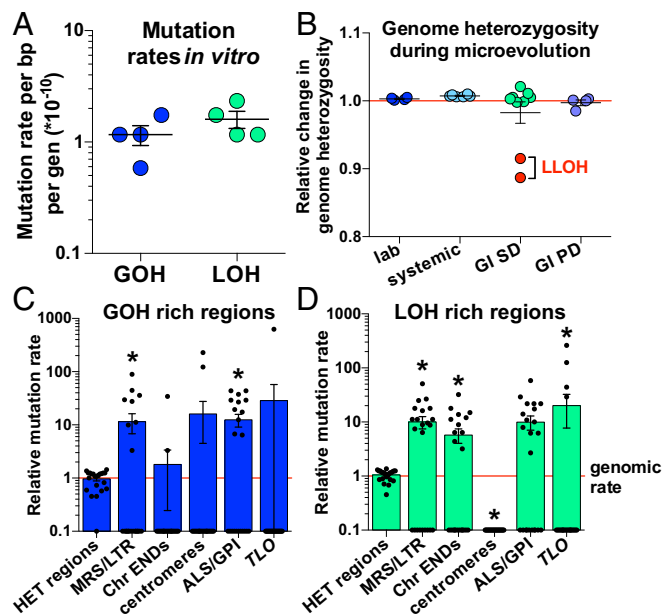 A
Mutation
rates in vitro
Mutation rate per bp
per gen (*10-10)
10
1
0.1
GOH
LOH
B
Genome heterozygosity
during microevolution
Relative change in
genome heterozygosity
1.1
1.0
0.9
0.8
LLOH
lab
systemic
GI SD
GI PD
C
GOH rich regions
Relative mutation rate
1000
100
10
1
0.1
*
*
HET regions
MRS/LTR
Chr ENDs
centromeres
ALS/GPI
TLO
D
LOH rich regions
Relative mutation rate
1000
100
10
1
0.1
*
*
*
*
genomic
rate
HET regions
MRS/LTR
Chr ENDs
centromeres
ALS/GPI
TLO